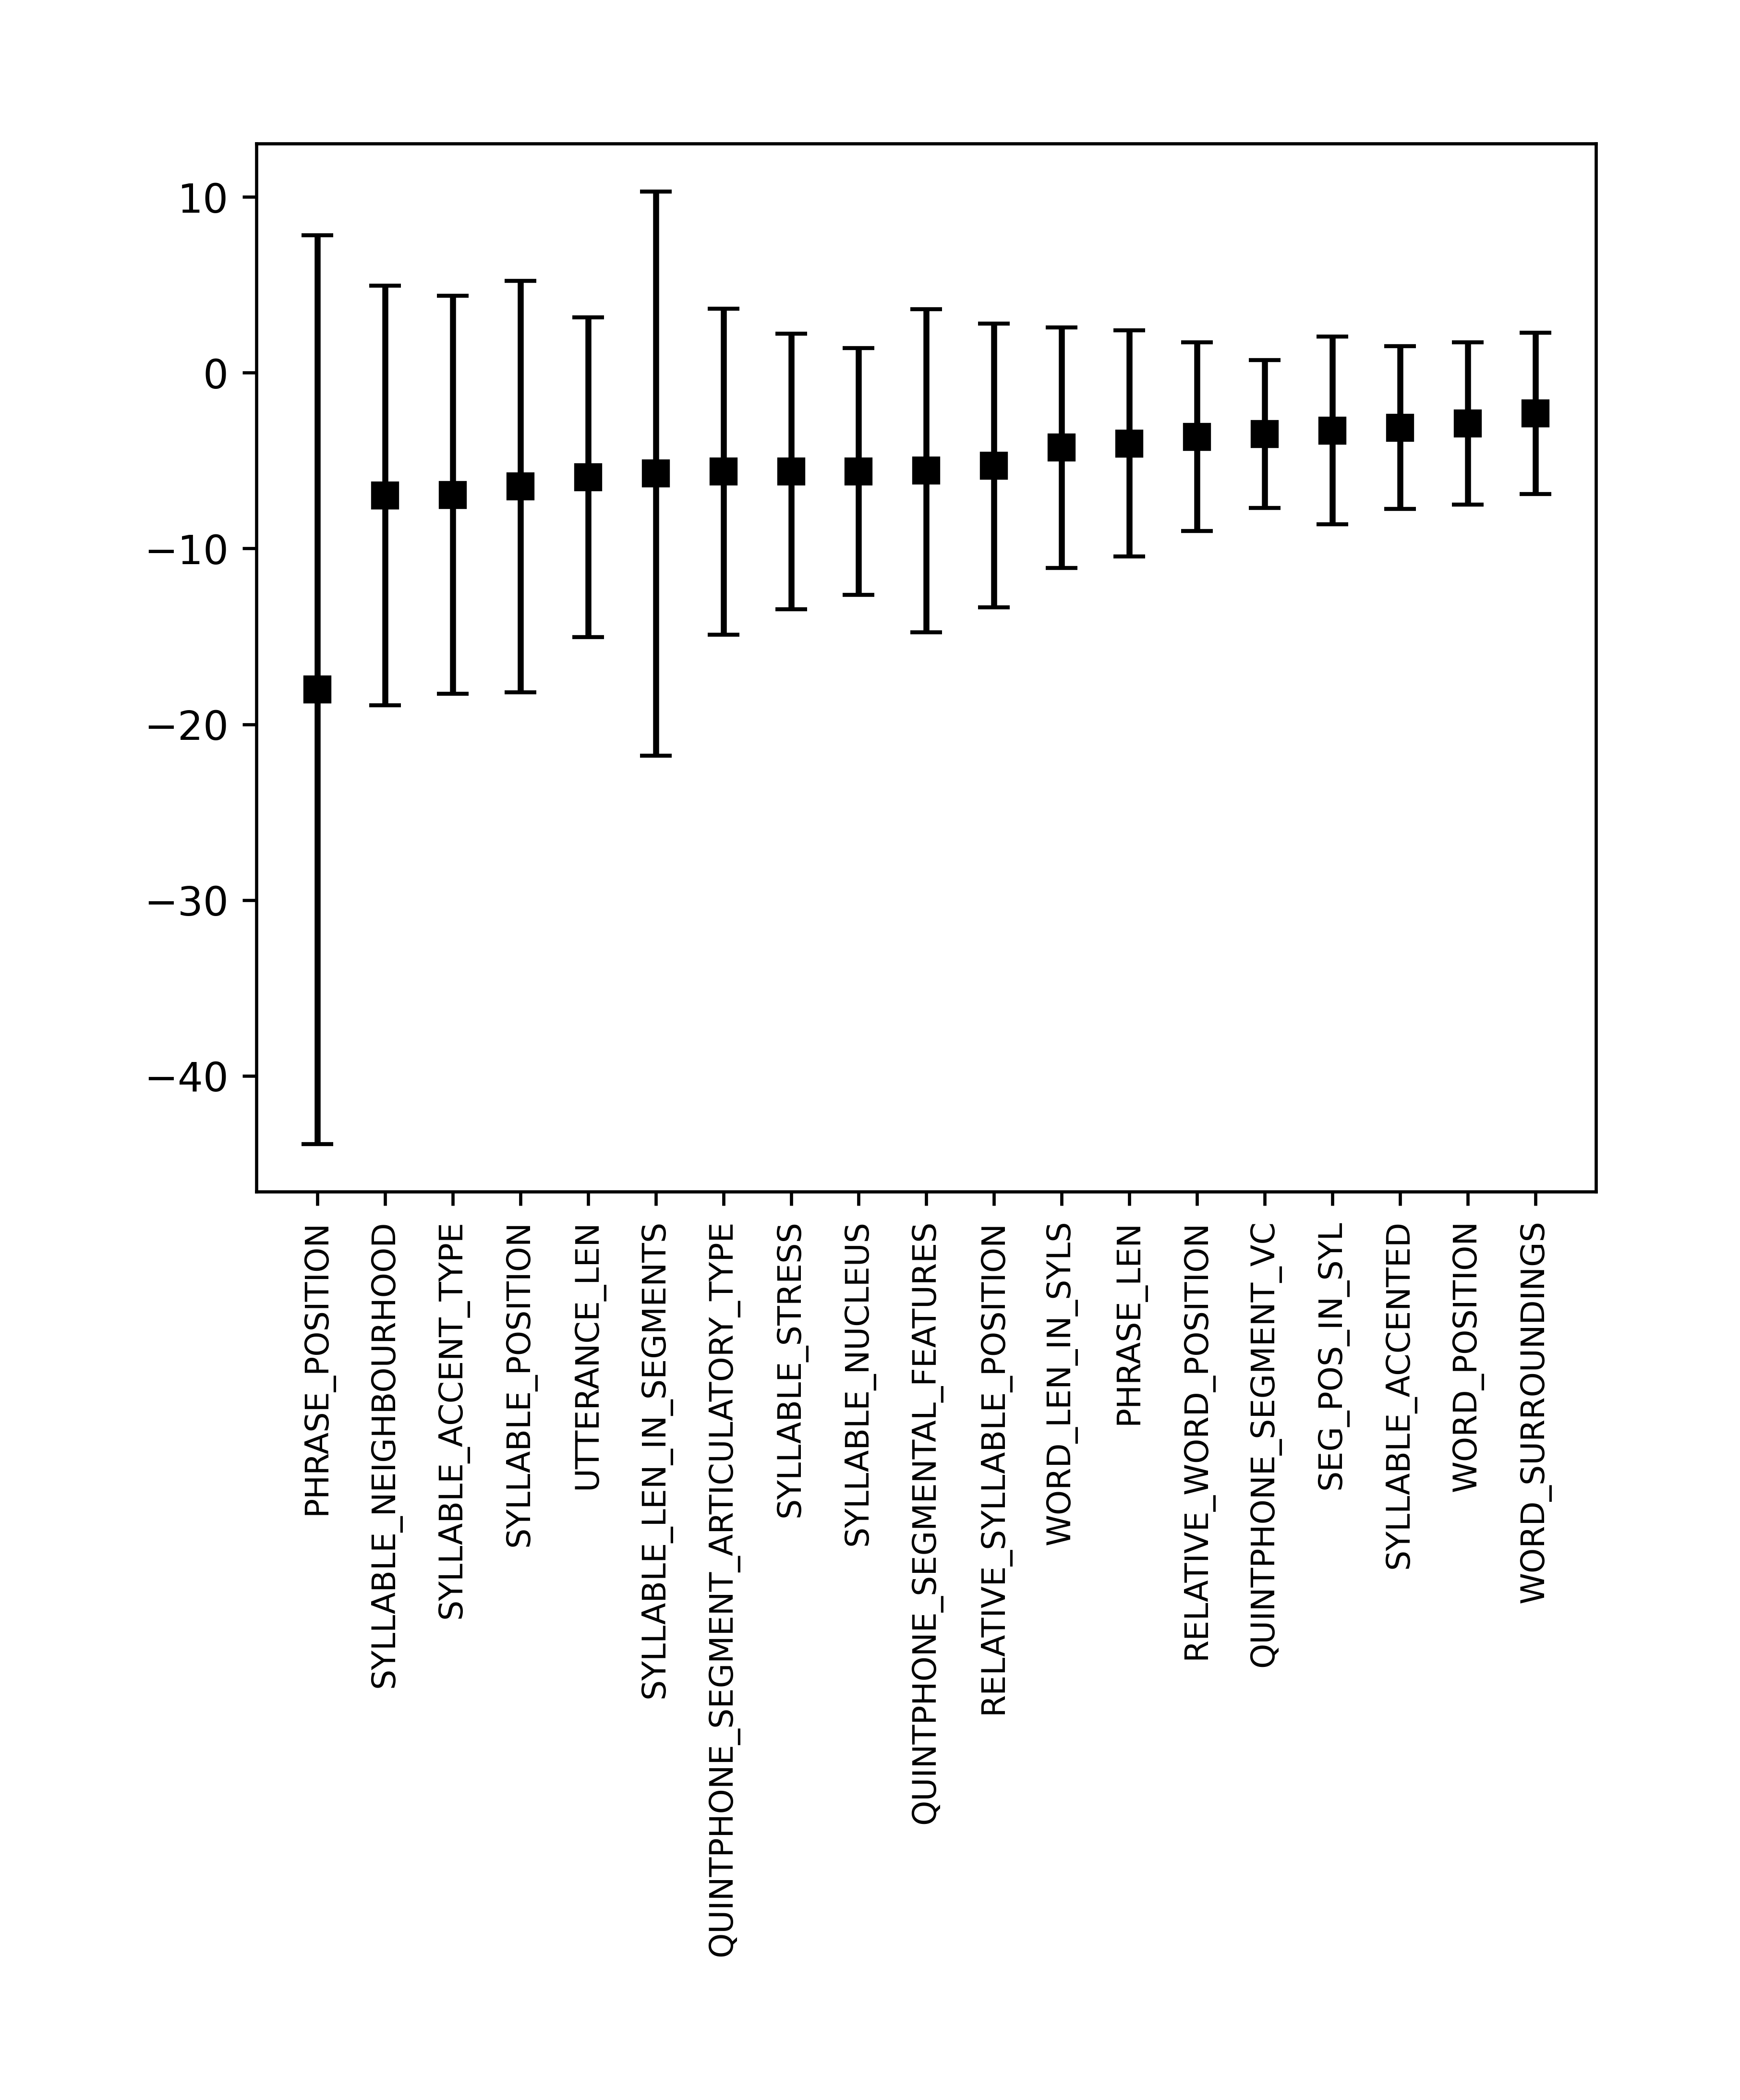 10
0
−10
−20
−30
−40
PHRASE_POSITION
SYLLABLE_NEIGHBOURHOOD
SYLLABLE_ACCENT_TYPE
SYLLABLE_POSITION
UTTERANCE_LEN
SYLLABLE_LEN_IN_SEGMENTS
QUINTPHONE_SEGMENT_ARTICULATORY_TYPE
SYLLABLE_STRESS
SYLLABLE_NUCLEUS
QUINTPHONE_SEGMENTAL_FEATURES
RELATIVE_SYLLABLE_POSITION
WORD_LEN_IN_SYLS
PHRASE_LEN
RELATIVE_WORD_POSITION
QUINTPHONE_SEGMENT_VC
SEG_POS_IN_SYL
SYLLABLE_ACCENTED
WORD_POSITION
WORD_SURROUNDINGS